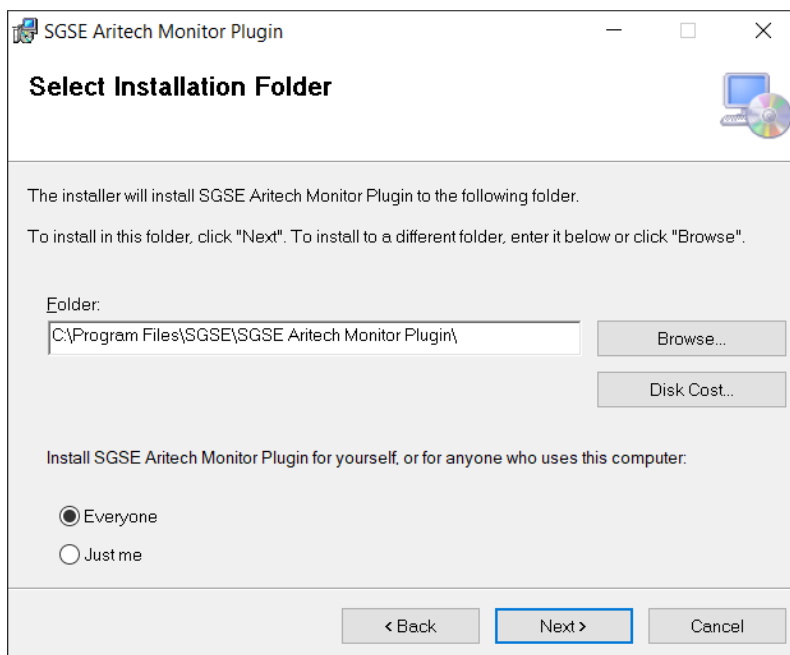 SGSE Aritech Monitor Plugin
Select Installation Folder
The installer will install SGSE Aritech Monitor Plugin to the following folder.
To install in this folder, click "Next". To install to a different folder, enter it below or click "Browse".
Folder:
C:\Program Files\SGSE\SGSE Aritech Monitor Plugin\
Browse...
Disk Cost...
Install SGSE Aritech Monitor Plugin for yourself, or for anyone who uses this computer:
Everyone
Just me
< Back Next > Cancel